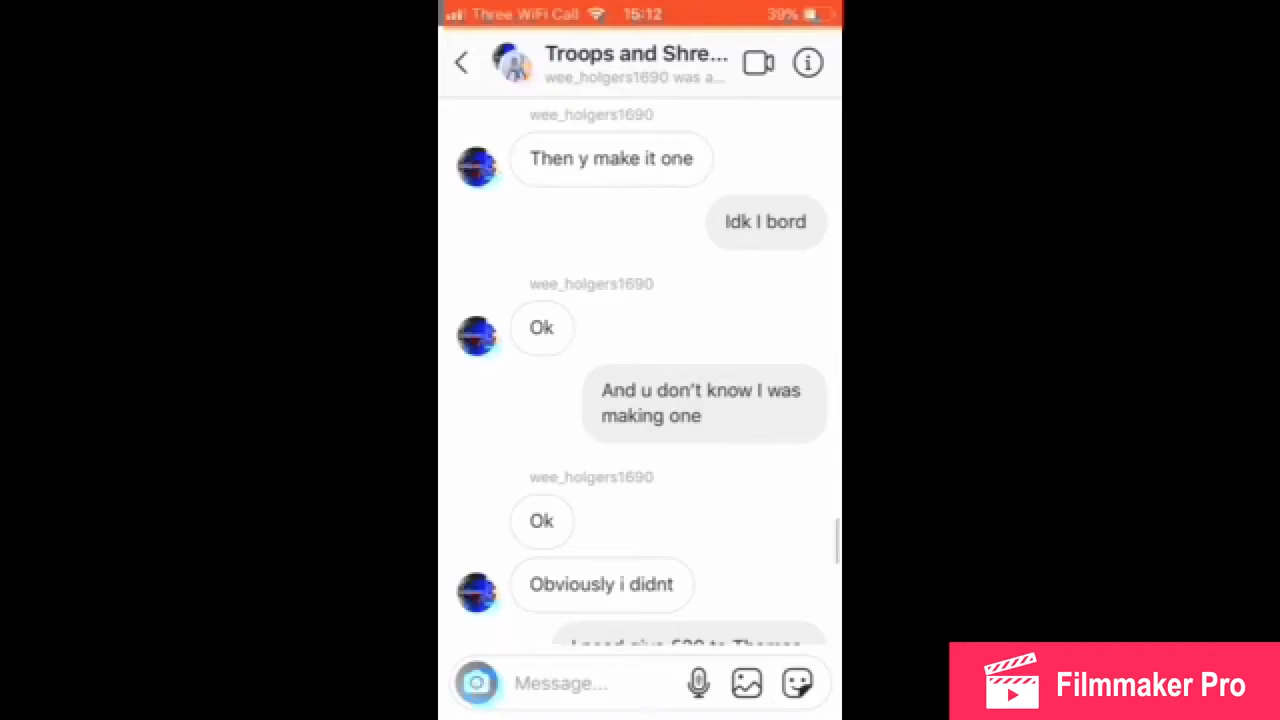 Three WiFi Call 15:12 39%
Troops and Shre...
wee_holgers1690 was a...
wee_holgers1690
Then y make it one
Idk I bord
wee_holgers1690
Ok
And u don't know I was
making one
wee_holgers1690
Ok
Obviously i didnt
Message...
Filmmaker Pro